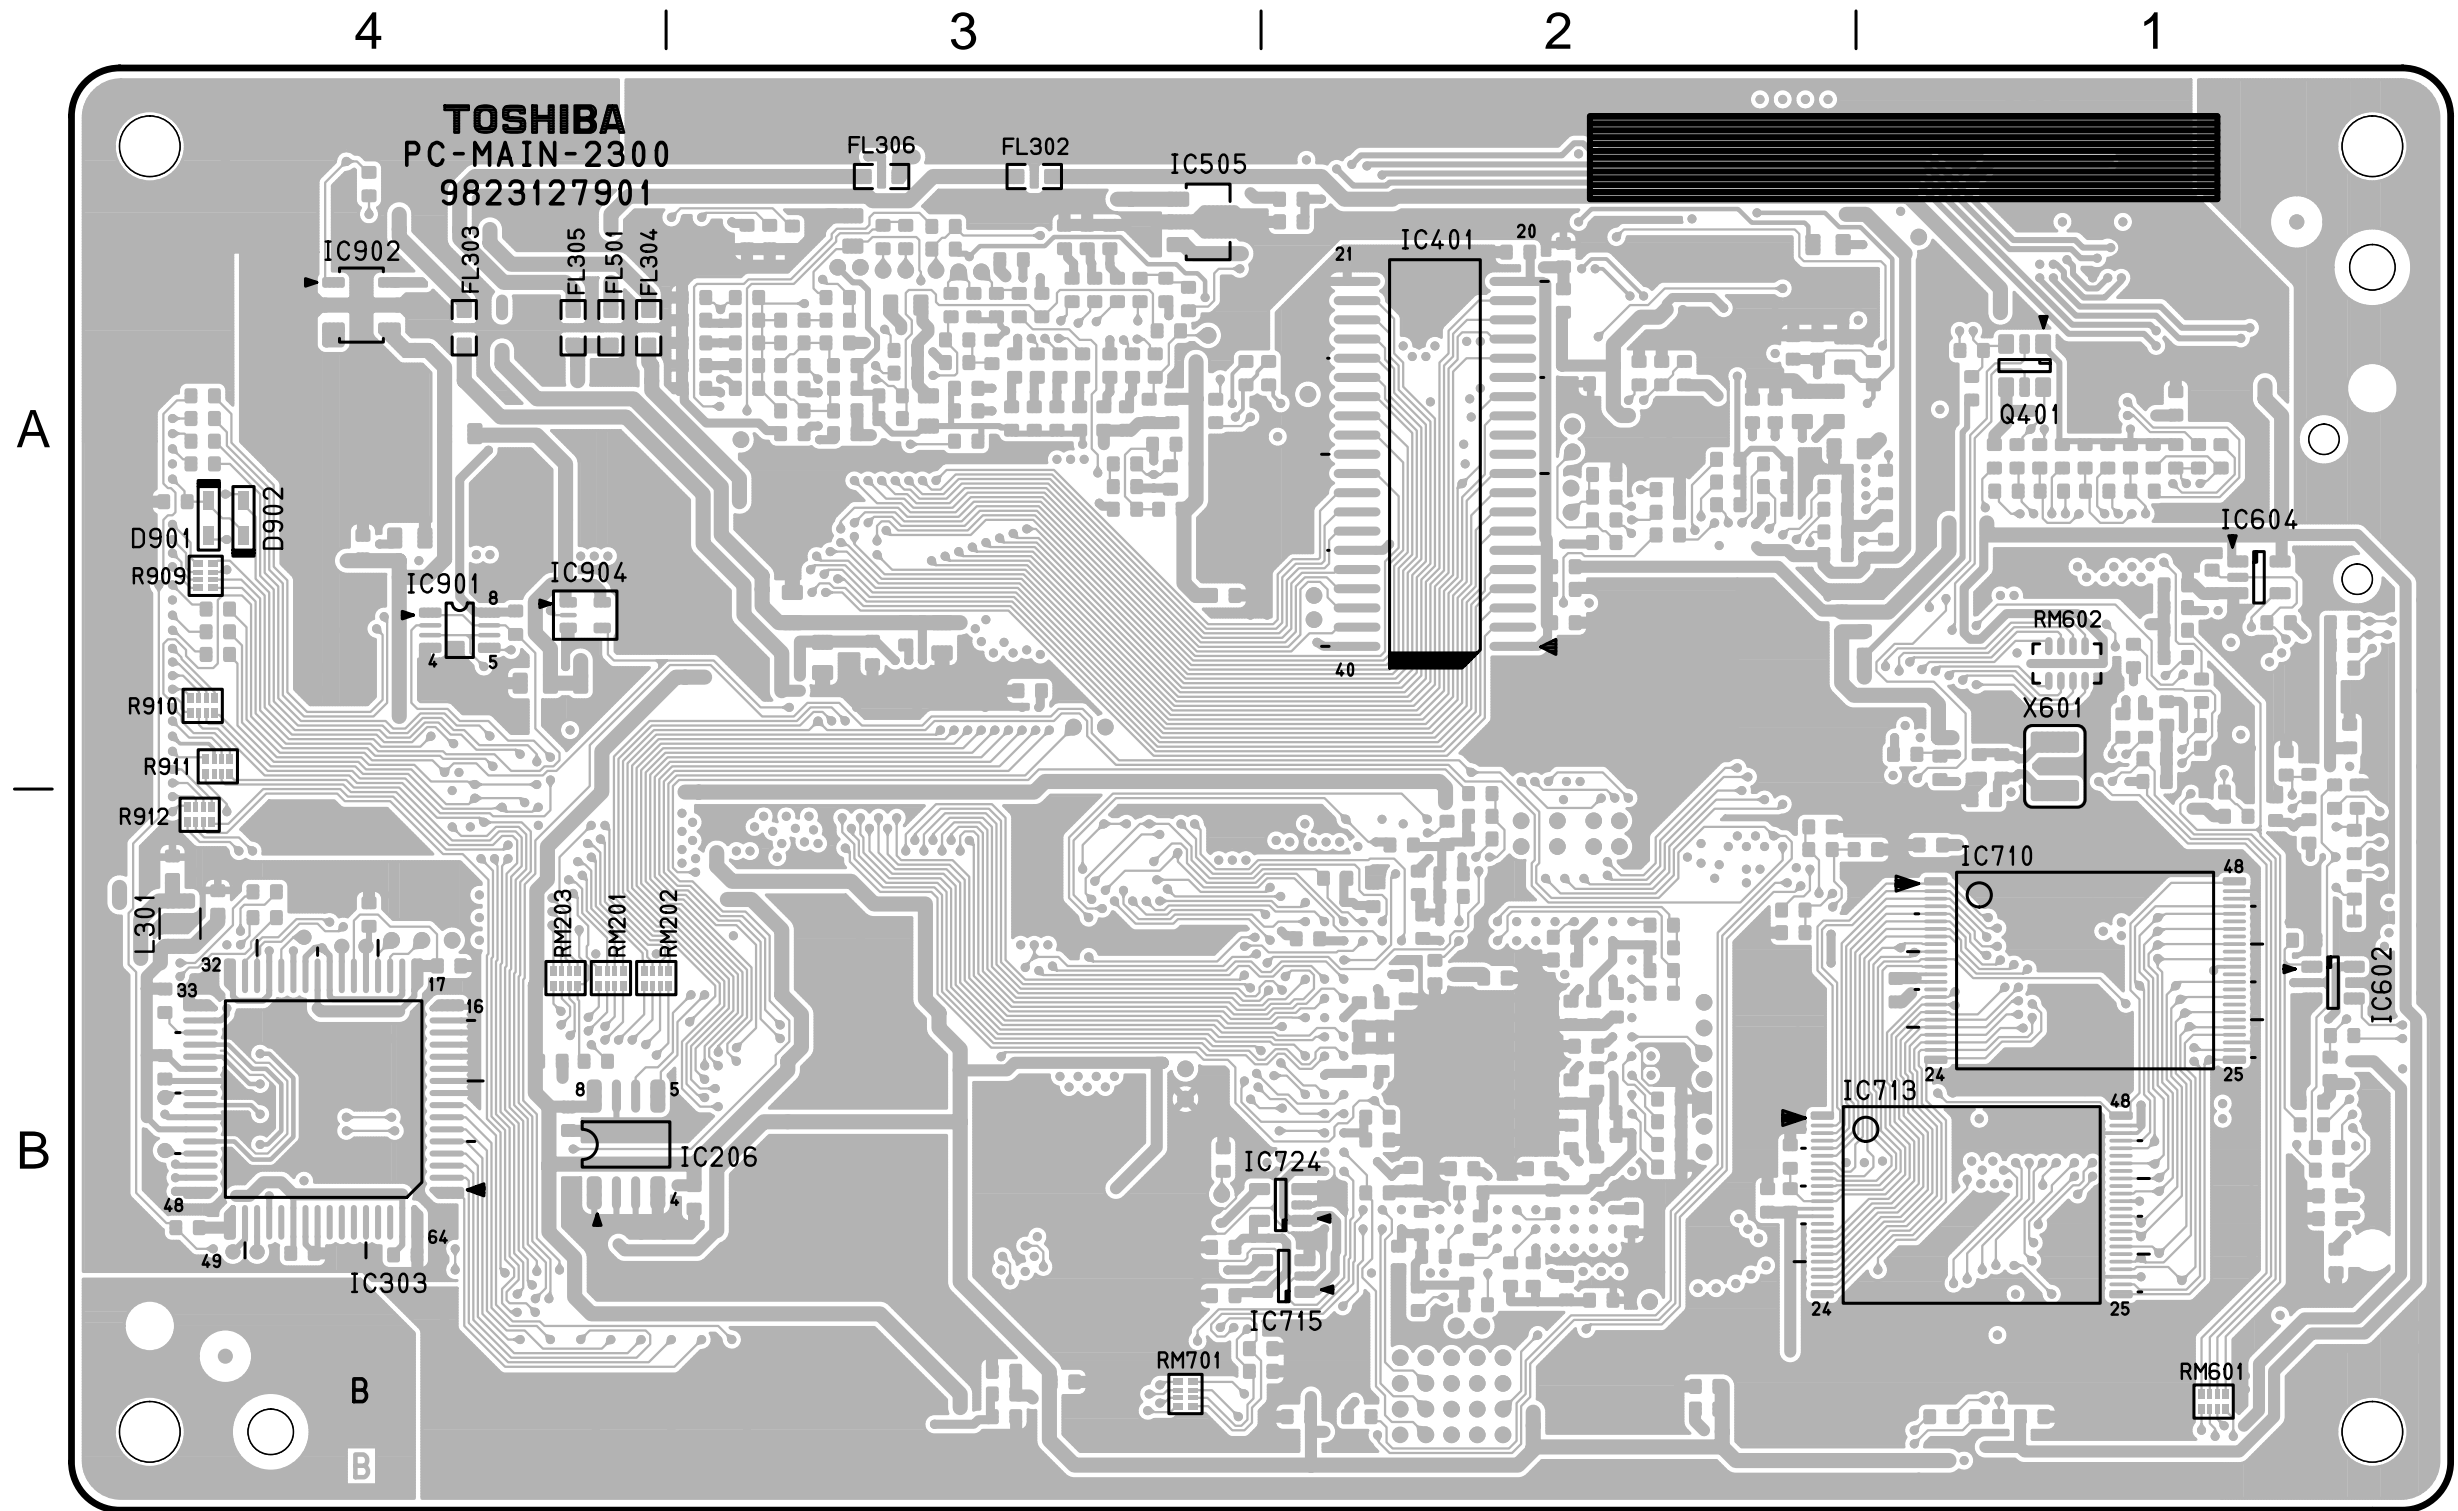 4 3 2 1
TOSHIBA
PC-MAIN-2300
9823127901
FL306
FL302
IC505
IC902
FL303
FL305
FL501
FL304
21
IC401
20
Q401
A
D901
D902
R909
IC604
IC901
8
IC904
4
5
RM602
40
R910
X601
R911
R912
IC710
48
L301
RM203
RM201
RM202
32
17
33
16
IC602
24
25
8
5
IC713
48
B
IC206
IC724
48
4
64
49
IC303
IC715
24
25
RM701
RM601
B
B